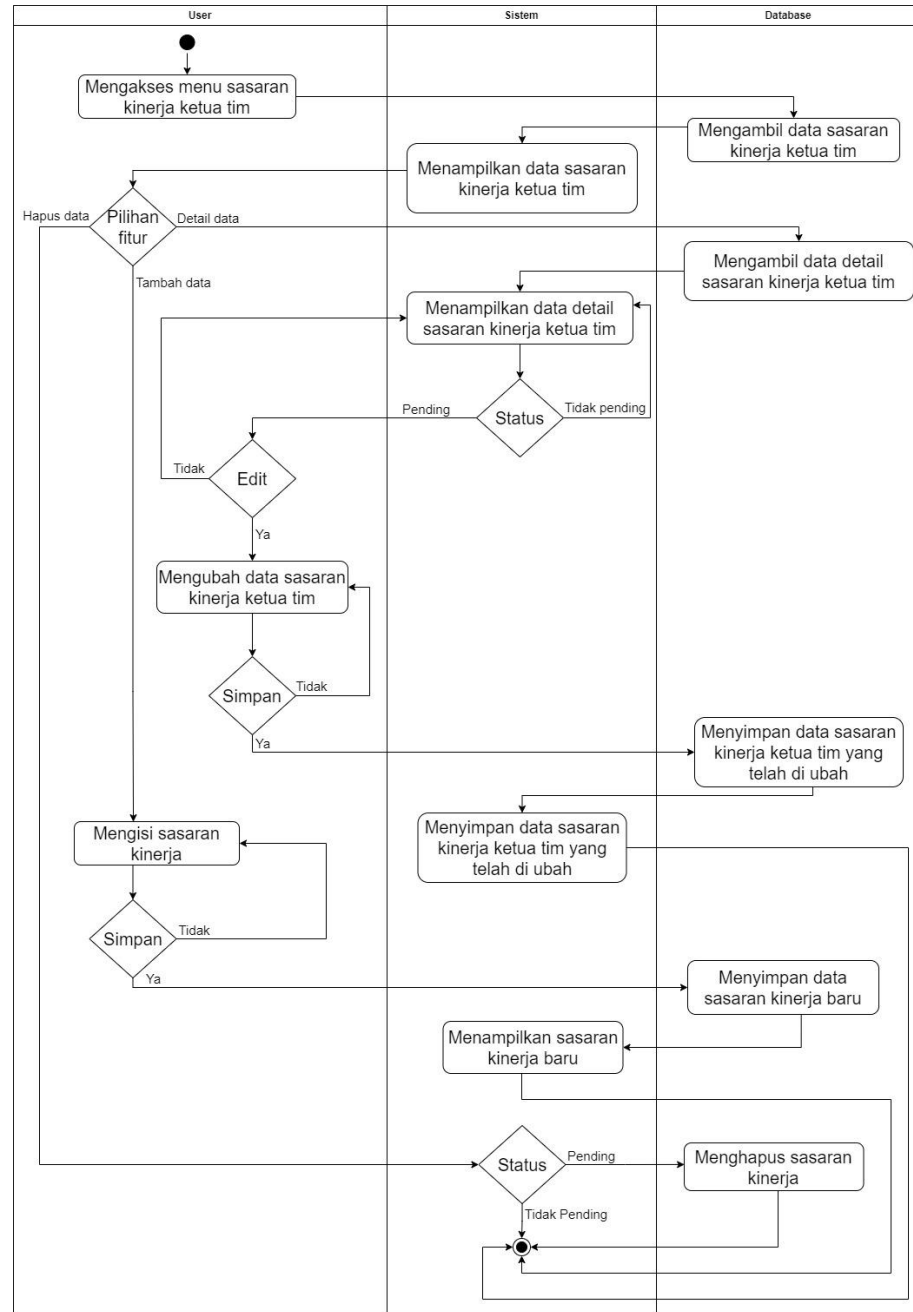 User
Sistem
Database
Mengakses menu sasaran
kinerja ketua tim
Mengambil data sasaran
kinerja ketua tim
Menampilkan data sasaran
kinerja ketua tim
Hapus data
Pilihan
fitur
Detail data
Tambah data
Mengambil data detail
sasaran kinerja ketua tim
Menampilkan data detail
sasaran kinerja ketua tim
Pending
Status
Tidak pending
Tidak
Edit
Ya
Mengubah data sasaran
kinerja ketua tim
Simpan
Tidak
Ya
Menyimpan data sasaran
kinerja ketua tim yang
telah di ubah
Menyimpan data sasaran
kinerja ketua tim yang
telah di ubah
Mengisi sasaran
kinerja
Simpan
Tidak
Ya
Menyimpan data
sasaran kinerja baru
Menampilkan sasaran
kinerja baru
Status
Pending
Menghapus sasaran
kinerja
Tidak Pending